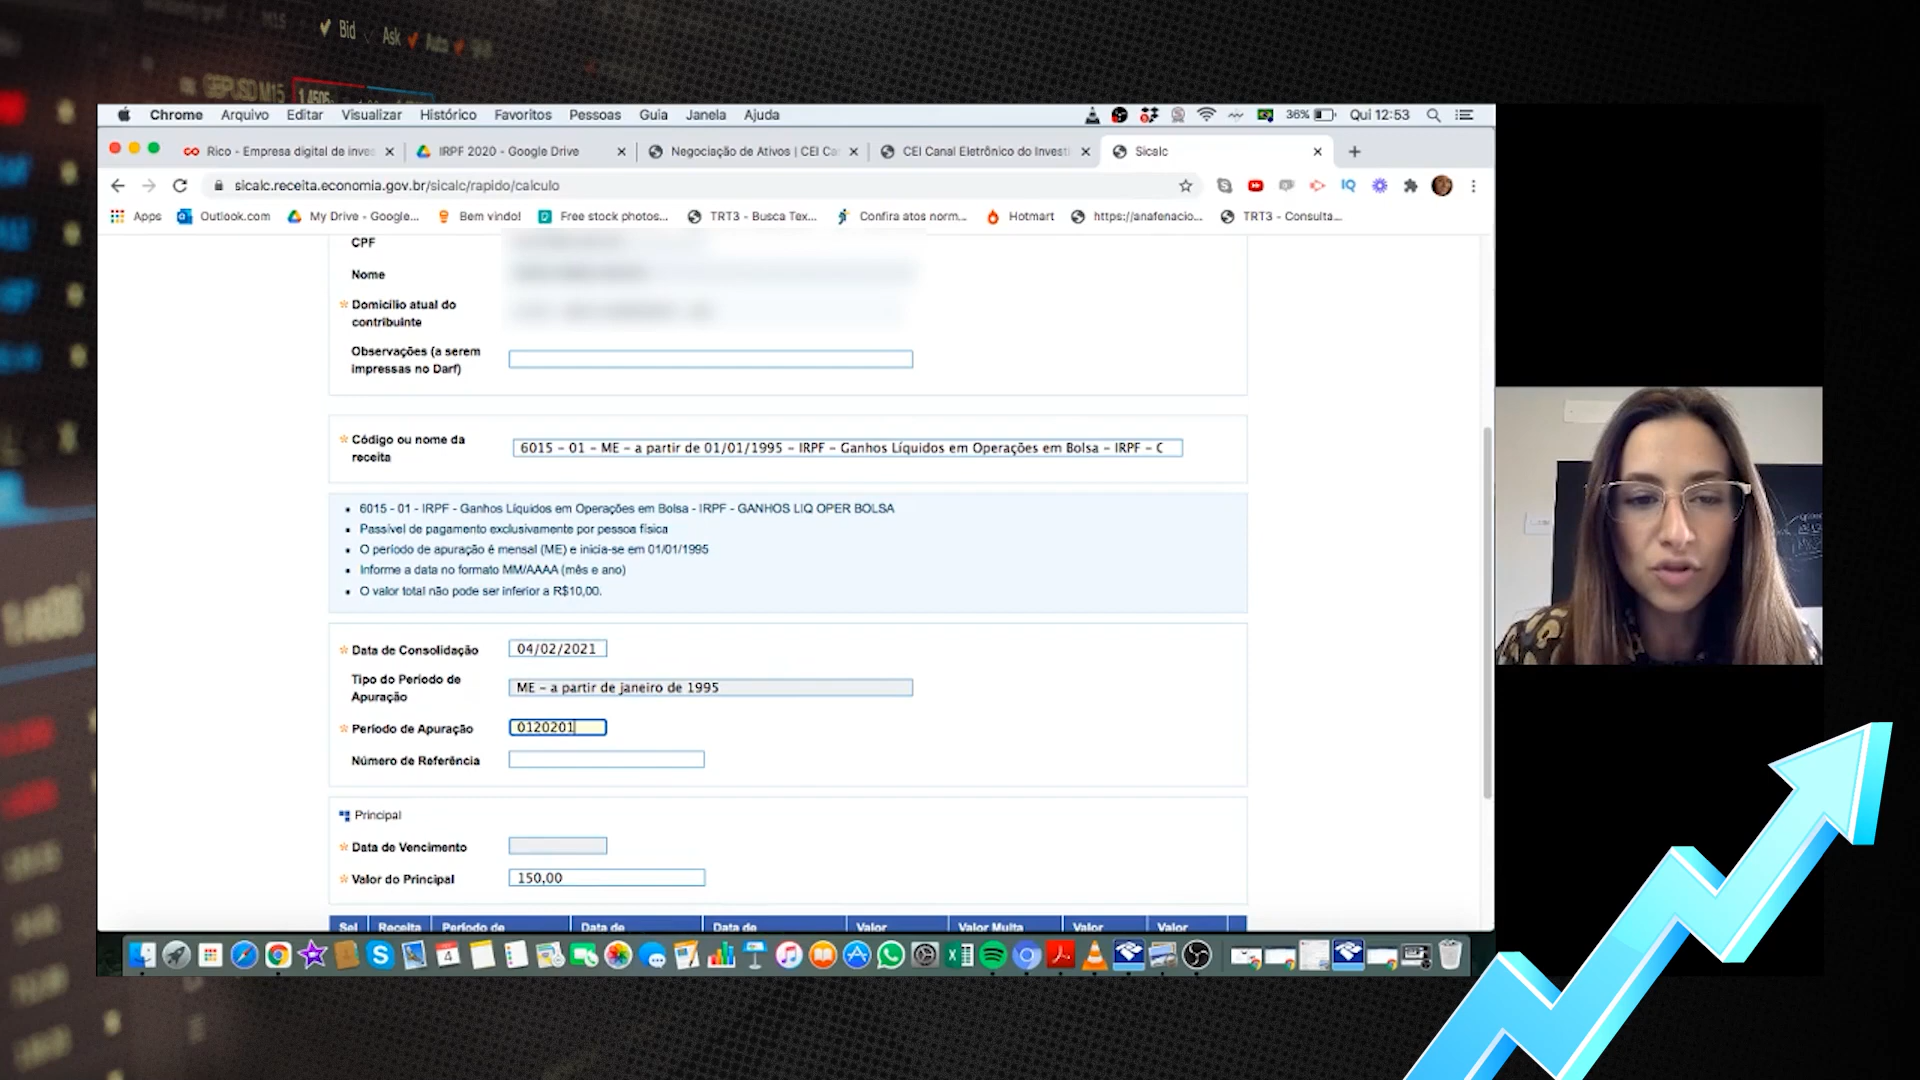 Bid
Ask
Auto
GBPUSD M15
Chrome Arquivo Editar Visualizar Histórico Favoritos Pessoas Guia Janela Ajuda 36% Qui 12:53
Rico - Empresa digital de inves
IRPF 2020 - Google Drive
Negociação de Ativos | CEI Ca
CEI Canal Eletrônico do Investi
Sicalc
sicalc.receita.economia.gov.br/sicalc/rapido/calculo
IQ
Apps Outlook.com My Drive - Google... Bem vindo! Free stock photos... TRT3 - Busca Tex... Confira atos norm... Hotmart https://anafenacio... TRT3 - Consulta...
CPF
Nome
* Domicílio atual do
contribuinte
Observações (a serem
impressas no Darf)
* Código ou nome da
receita
6015 - 01 - ME - a partir de 01/01/1995 - IRPF - Ganhos Líquidos em Operações em Bolsa - IRPF - C
• 6015 - 01 - IRPF - Ganhos Líquidos em Operações em Bolsa - IRPF - GANHOS LIQ OPER BOLSA
• Passível de pagamento exclusivamente por pessoa física
• O período de apuração é mensal (ME) e inicia-se em 01/01/1995
• Informe a data no formato MM/AAAA (mês e ano)
• O valor total não pode ser inferior a R$10,00.
* Data de Consolidação 04/02/2021
Tipo do Período de
Apuração
ME - a partir de janeiro de 1995
* Período de Apuração 0120201
Número de Referência
Principal
* Data de Vencimento
* Valor do Principal 150,00
Sel Receita Período de Data de Data de Valor Valor Multa Valor Valor
4